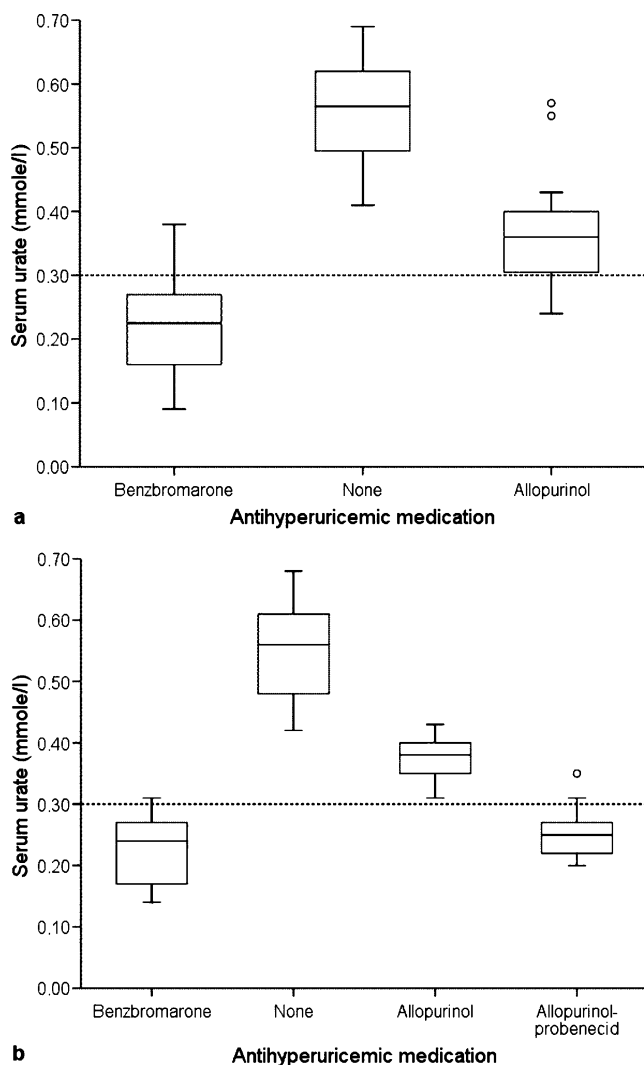 0.70
0.60
0.50
0.40
0.30
0.20
0.10
0.00
Serum urate (mmole/l)
Benzbromarone
None
Allopurinol
a
Antihyperuricemic medication
0.70
0.60
0.50
0.40
0.30
0.20
0.10
0.00
Serum urate (mmole/l)
Benzbromarone
None
Allopurinol
Allopurinol-
probenecid
b
Antihyperuricemic medication